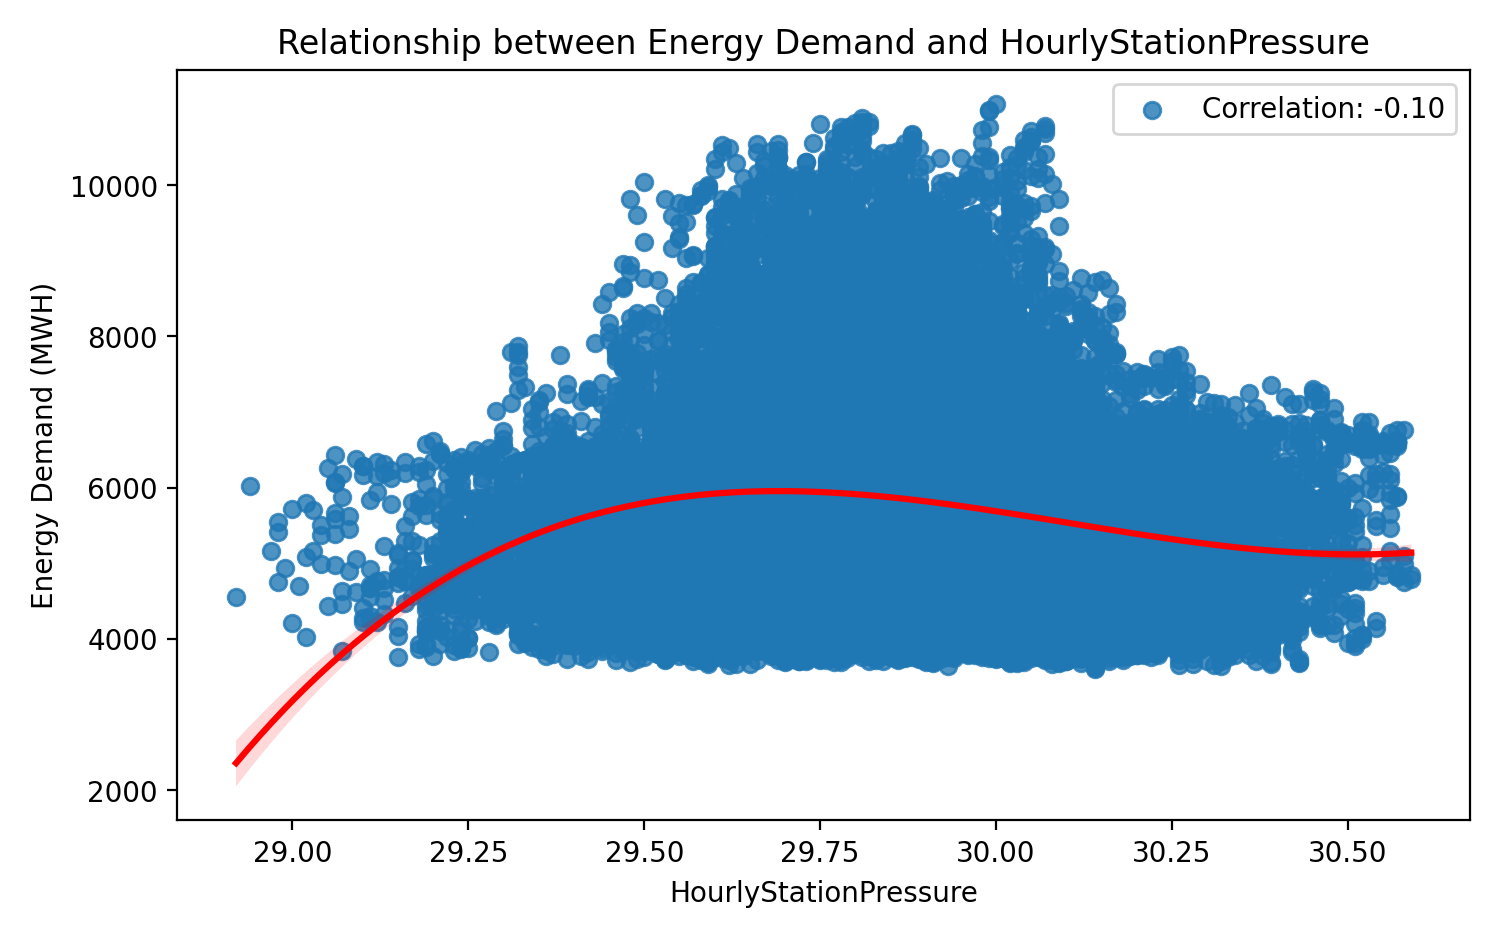 Relationship between Energy Demand and HourlyStationPressure
Correlation: -0.10
Energy Demand (MWH)
10000
8000
6000
4000
2000
29.00 29.25 29.50 29.75 30.00 30.25 30.50
HourlyStationPressure